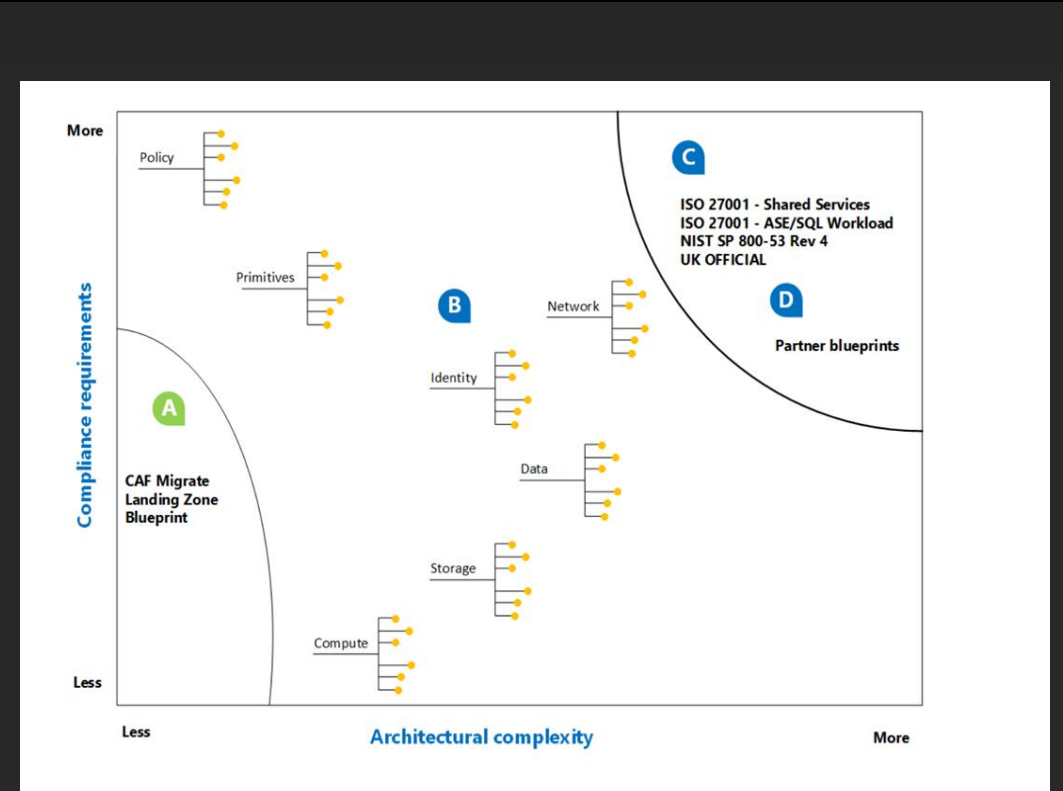 More
Policy
C
ISO 27001 - Shared Services
ISO 27001 - ASE/SQL Workload
NIST SP 800-53 Rev 4
UK OFFICIAL
Primitives
B
Network
D
Partner blueprints
Compliance requirements
Identity
A
CAF Migrate
Landing Zone
Blueprint
Data
Storage
Compute
Less
Less
Architectural complexity
More